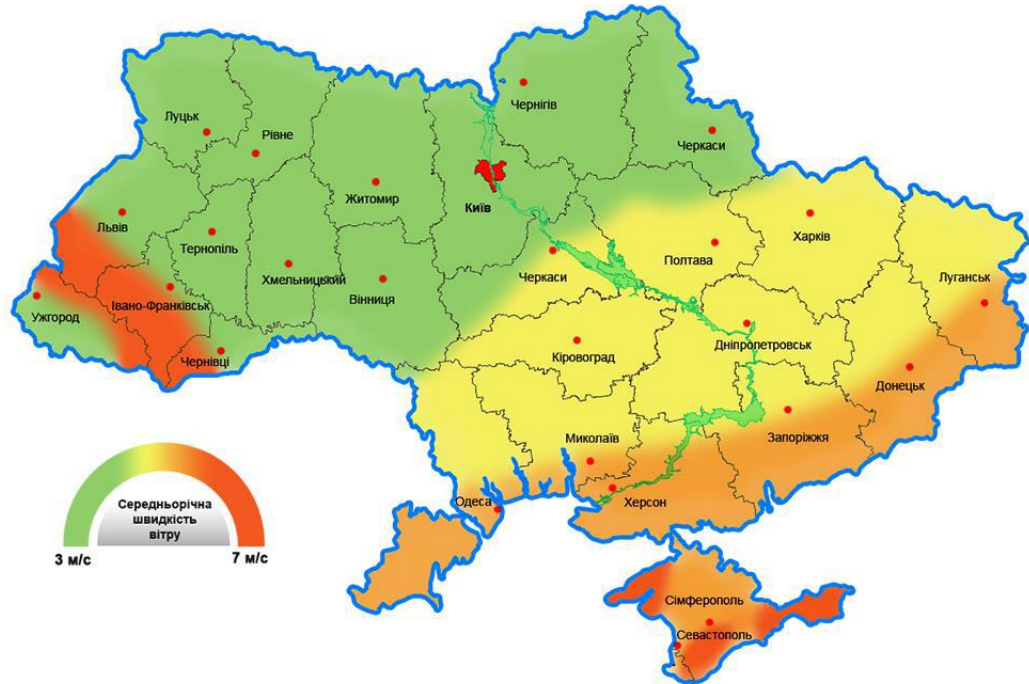 Чернігів
Луцьк
Рівне
Черкаси
Житомир
Київ
Львів
Тернопіль
Харків
Хмельницький
Вінниця
Черкаси
Полтава
Луганськ
Івано-Франківськ
Ужгород
Чернівці
Кіровоград
Дніпропетровськ
Донецьк
Запоріжжя
Миколаїв
Одеса
Херсон
Середньорічна
швидкість
вітру
3 м/с
7 м/с
Сімферополь
Севастополь